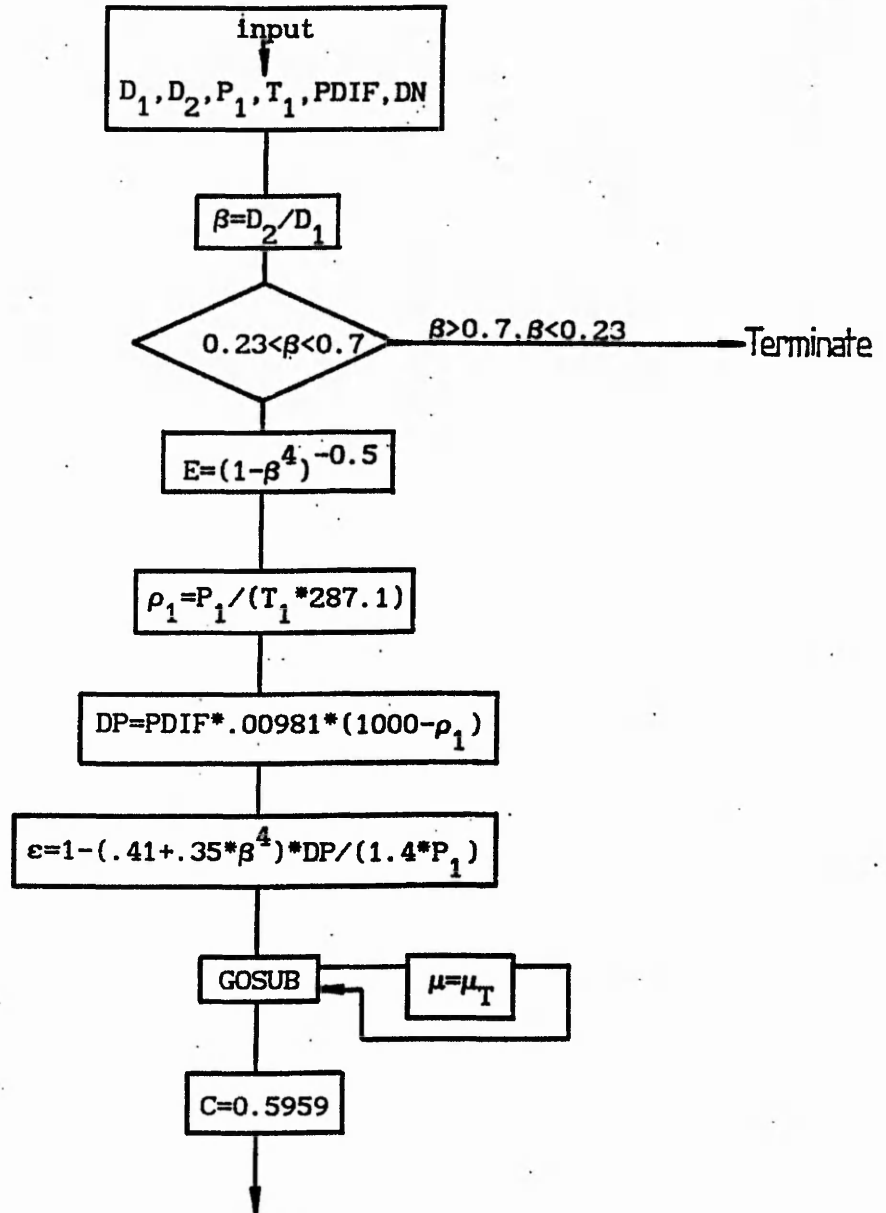 input
D₁,D₂,P₁,T₁,PDIF,DN
β=D₂/D₁
0.23<β<0.7
β>0.7.β<0.23
Terminate
E=(1-β⁴)⁻⁰·⁵
ρ₁=P₁/(T₁*287.1)
DP=PDIF*.00981*(1000-ρ₁)
ε=1-(.41+.35*β⁴)*DP/(1.4*P₁)
GOSUB
μ=μ_T
C=0.5959